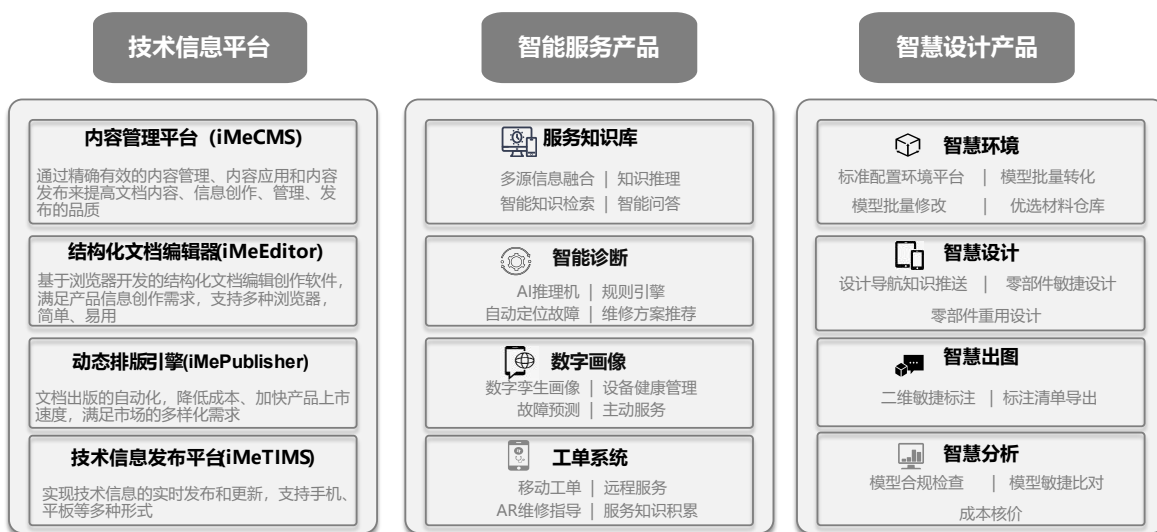 技术信息平台
内容管理平台（iMeCMS)
通过精确有效的内容管理、内容应用和内容
发布来提高文档内容、信息创作、管理、发
布的品质
结构化文档编辑器(iMeEditor)
基于浏览器开发的结构化文档编辑创作软件，
满足产品信息创作需求，支持多种浏览器，
简单、易用
动态排版引擎(iMePublisher)
文档出版的自动化，降低成本、加快产品上市
速度，满足市场的多样化需求
技术信息发布平台(iMeTIMS)
实现技术信息的实时发布和更新，支持手机、
平板等多种形式
智能服务产品
服务知识库
多源信息融合 | 知识推理
智能知识检索 | 智能问答
智能诊断
AI推理机 | 规则引擎
自动定位故障 | 维修方案推荐
数字画像
数字孪生画像 | 设备健康管理
故障预测 | 主动服务
工单系统
移动工单 | 远程服务
AR维修指导 | 服务知识积累
智慧设计产品
智慧环境
标准配置环境平台 | 模型批量转化
模型批量修改 | 优选材料仓库
智慧设计
设计导航知识推送 | 零部件敏捷设计
零部件重用设计
智慧出图
二维敏捷标注 | 标注清单导出
智慧分析
模型合规检查 | 模型敏捷比对
成本核价